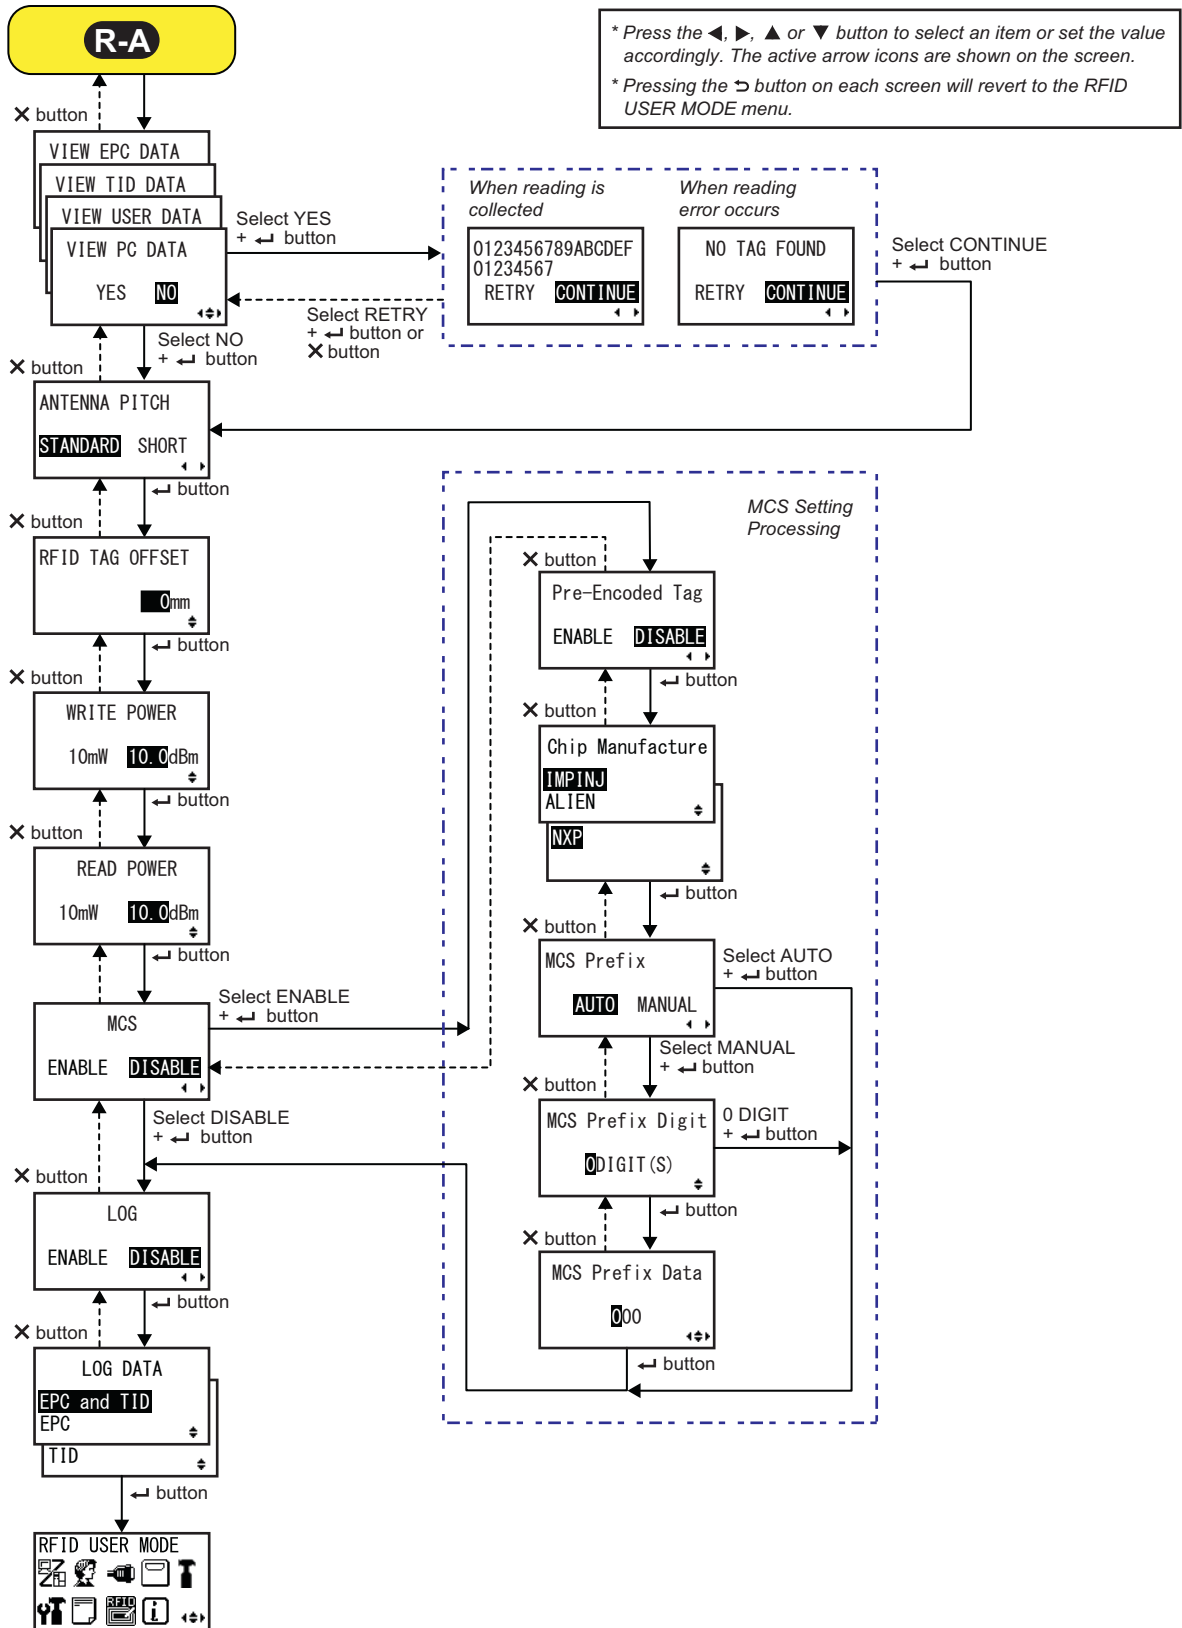 R-A
* Press the ◀, ▶, ▲ or ▼ button to select an item or set the value
accordingly. The active arrow icons are shown on the screen.
* Pressing the ⮌ button on each screen will revert to the RFID
USER MODE menu.
✕ button
VIEW EPC DATA
VIEW TID DATA
VIEW USER DATA
VIEW PC DATA
YES NO
Select YES
+ ↵ button
When reading is
collected
0123456789ABCDEF
01234567
RETRY CONTINUE
When reading
error occurs
NO TAG FOUND
RETRY CONTINUE
Select CONTINUE
+ ↵ button
Select RETRY
+ ↵ button or
✕ button
Select NO
+ ↵ button
✕ button
ANTENNA PITCH
STANDARD SHORT
↵ button
✕ button
RFID TAG OFFSET
0mm
↵ button
✕ button
WRITE POWER
10mW 10.0dBm
↵ button
✕ button
READ POWER
10mW 10.0dBm
↵ button
MCS
ENABLE DISABLE
Select ENABLE
+ ↵ button
Select DISABLE
+ ↵ button
✕ button
LOG
ENABLE DISABLE
↵ button
✕ button
LOG DATA
EPC and TID
EPC
TID
↵ button
RFID USER MODE
RFID
i
MCS Setting
Processing
✕ button
Pre-Encoded Tag
ENABLE DISABLE
↵ button
✕ button
Chip Manufacture
IMPINJ
ALIEN
NXP
↵ button
✕ button
MCS Prefix
AUTO MANUAL
Select AUTO
+ ↵ button
Select MANUAL
+ ↵ button
✕ button
MCS Prefix Digit
0DIGIT(S)
0 DIGIT
+ ↵ button
↵ button
✕ button
MCS Prefix Data
000
↵ button